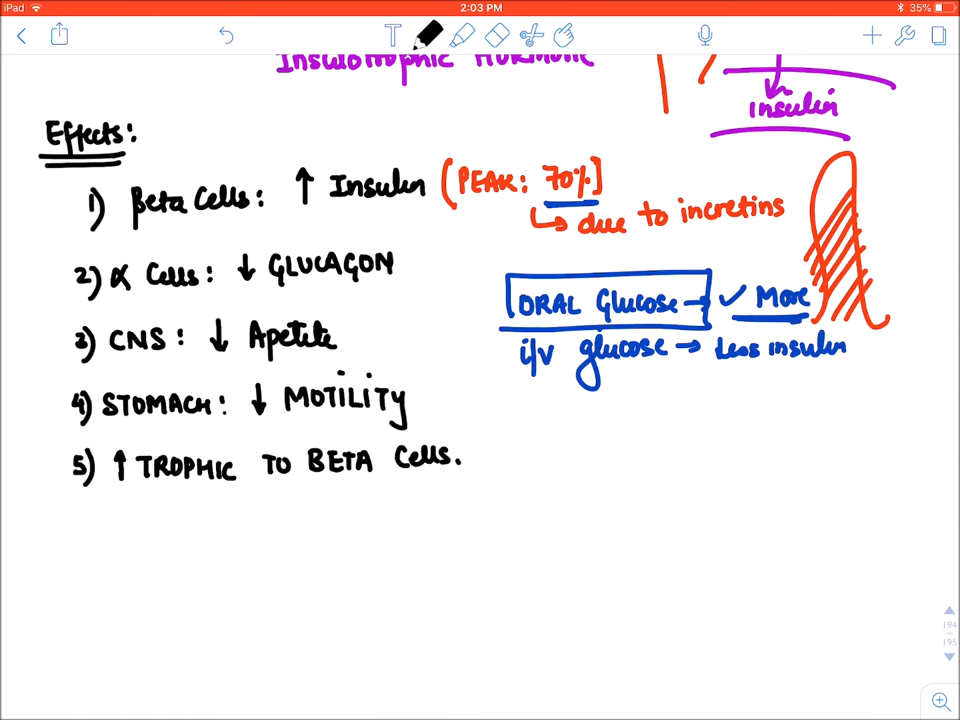 iPad 2:03 PM 35%
T
Insulotrophic Hormone
Insulin
Effects:
1) Beta Cells: ↑ Insulin (PEAK: 70%]
↳ due to incretins
2) α Cells: ↓ GLUCAGON
ORAL Glucose → ✓ More
3) CNS: ↓ Apetite
i/v glucose → Less insulin
4) STOMACH: ↓ MOTILITY
5) ↑ TROPHIC TO BETA Cells.
194
195